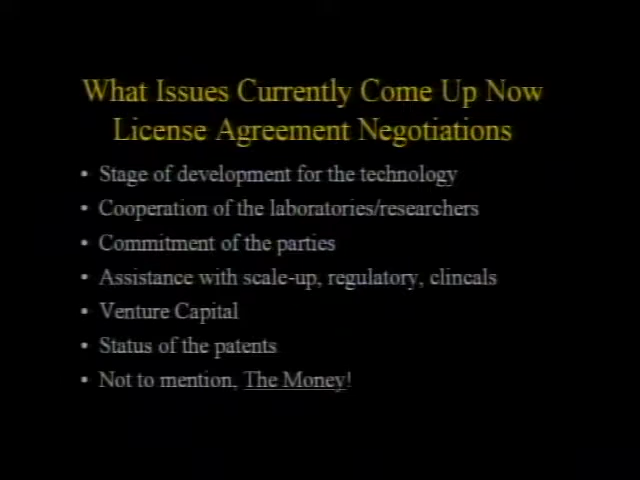 What Issues Currently Come Up Now
License Agreement Negotiations
• Stage of development for the technology
• Cooperation of the laboratories/researchers
• Commitment of the parties
• Assistance with scale-up, regulatory, clincals
• Venture Capital
• Status of the patents
• Not to mention, The Money!